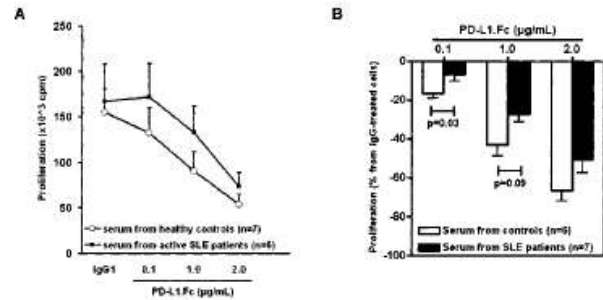 A
Proliferation (x10^3 cpm)
250
200
150
100
50
0
serum from healthy controls (n=7)
serum from active SLE patients (n=6)
IgG1 0.1 1.0 2.0
PD-L1.Fc (µg/mL)
B
PD-L1.Fc (µg/mL)
0.1 1.0 2.0
Proliferation (% from IgG-treated cells)
0
-20
-40
-60
-80
-100
p=0.03
p=0.09
Serum from controls (n=6)
Serum from SLE patients (n=7)